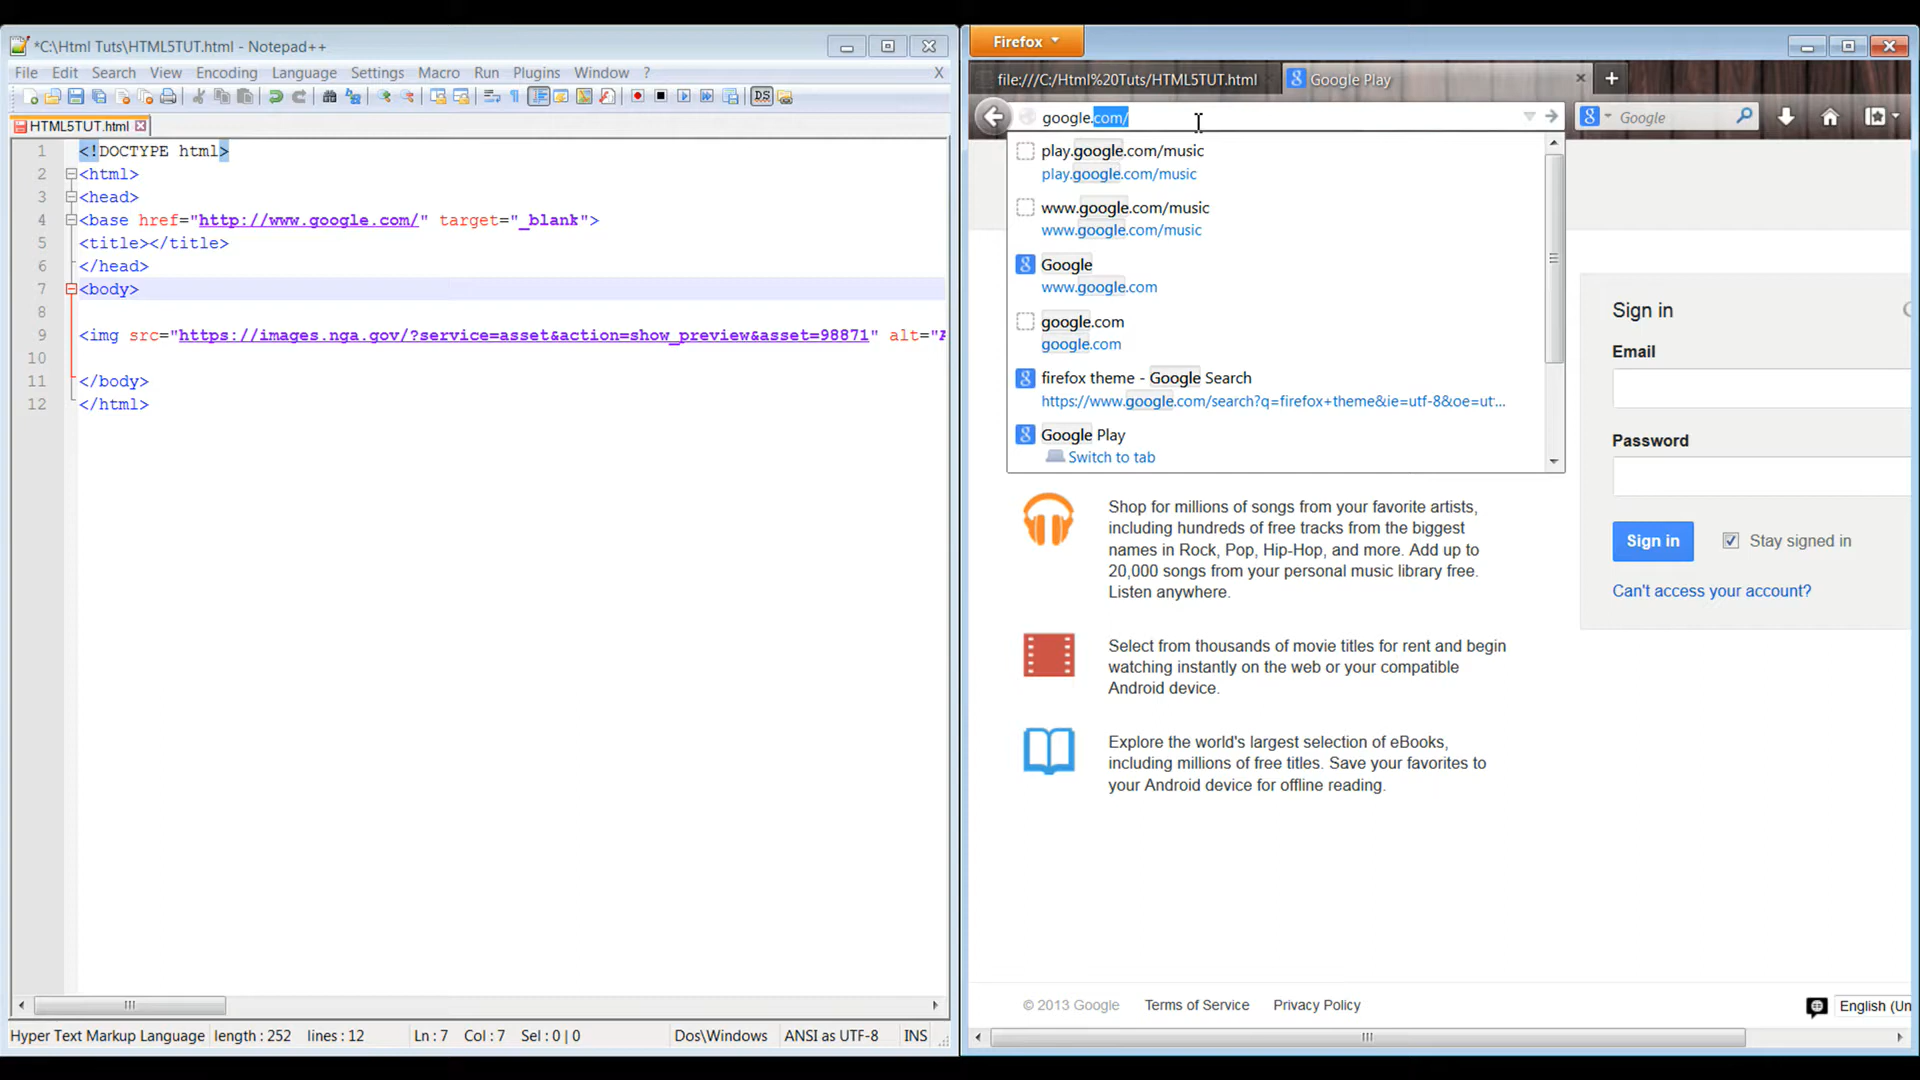 *C:\Html Tuts\HTML5TUT.html - Notepad++
File Edit Search View Encoding Language Settings Macro Run Plugins Window ? X
HTML5TUT.html
1 <!DOCTYPE html>
2 <html>
3 <head>
4 <base href="http://www.google.com/" target="_blank">
5 <title></title>
6 </head>
7 <body>
8
9 <img src="https://images.nga.gov/?service=asset&action=show_preview&asset=98871" alt="
10
11 </body>
12 </html>
Hyper Text Markup Language length : 252 lines : 12 Ln : 7 Col : 7 Sel : 0 | 0 Dos\Windows ANSI as UTF-8 INS
Firefox
file:///C:/Html%20Tuts/HTML5TUT.html
Google Play
google.com/
Google
play.google.com/music
play.google.com/music
www.google.com/music
www.google.com/music
Google
www.google.com
google.com
google.com
firefox theme - Google Search
https://www.google.com/search?q=firefox+theme&ie=utf-8&oe=ut...
Google Play
Switch to tab
Shop for millions of songs from your favorite artists,
including hundreds of free tracks from the biggest
names in Rock, Pop, Hip-Hop, and more. Add up to
20,000 songs from your personal music library free.
Listen anywhere.
Select from thousands of movie titles for rent and begin
watching instantly on the web or your compatible
Android device.
Explore the world's largest selection of eBooks,
including millions of free titles. Save your favorites to
your Android device for offline reading.
Sign in
Email
Password
Sign in
Stay signed in
Can't access your account?
© 2013 Google Terms of Service Privacy Policy English (Un